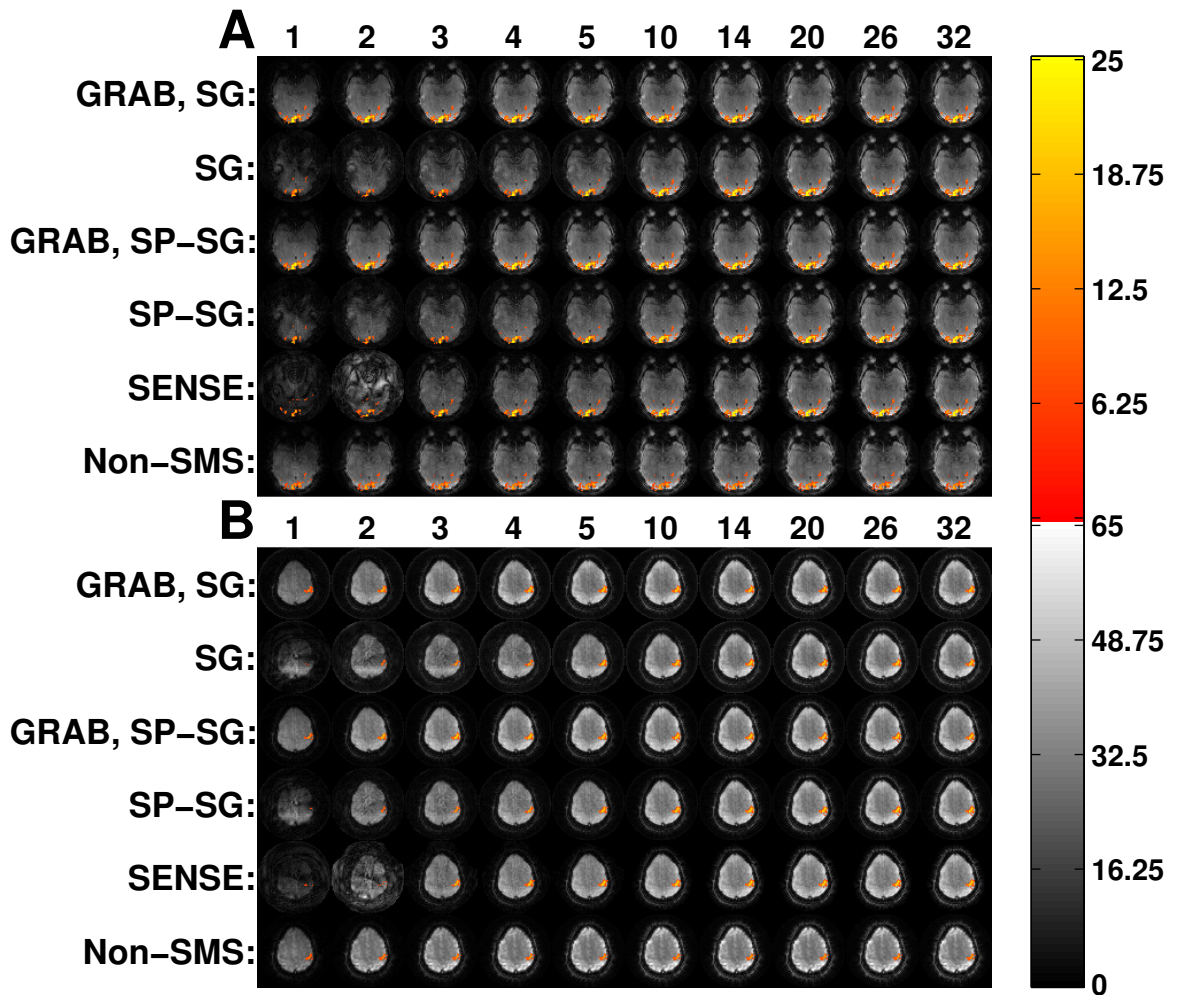 A 1 2 3 4 5 10 14 20 26 32
GRAB, SG:
SG:
GRAB, SP−SG:
SP−SG:
SENSE:
Non−SMS:
B 1 2 3 4 5 10 14 20 26 32
GRAB, SG:
SG:
GRAB, SP−SG:
SP−SG:
SENSE:
Non−SMS:
25
18.75
12.5
6.25
65
48.75
32.5
16.25
0